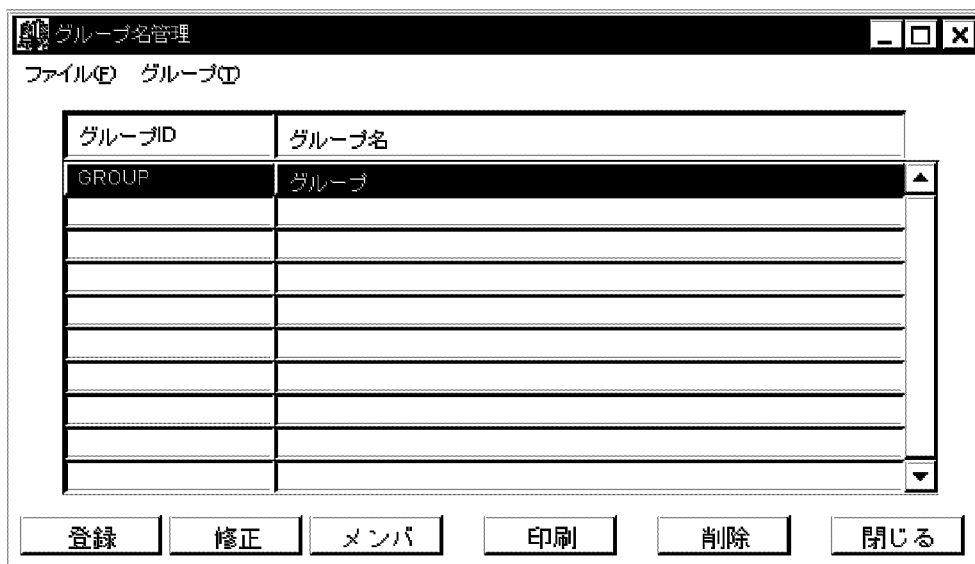 グループ名管理
ファイル(F) グループ(T)
グループID グループ名
GROUP グループ
登録 修正 メンバ 印刷 削除 閉じる